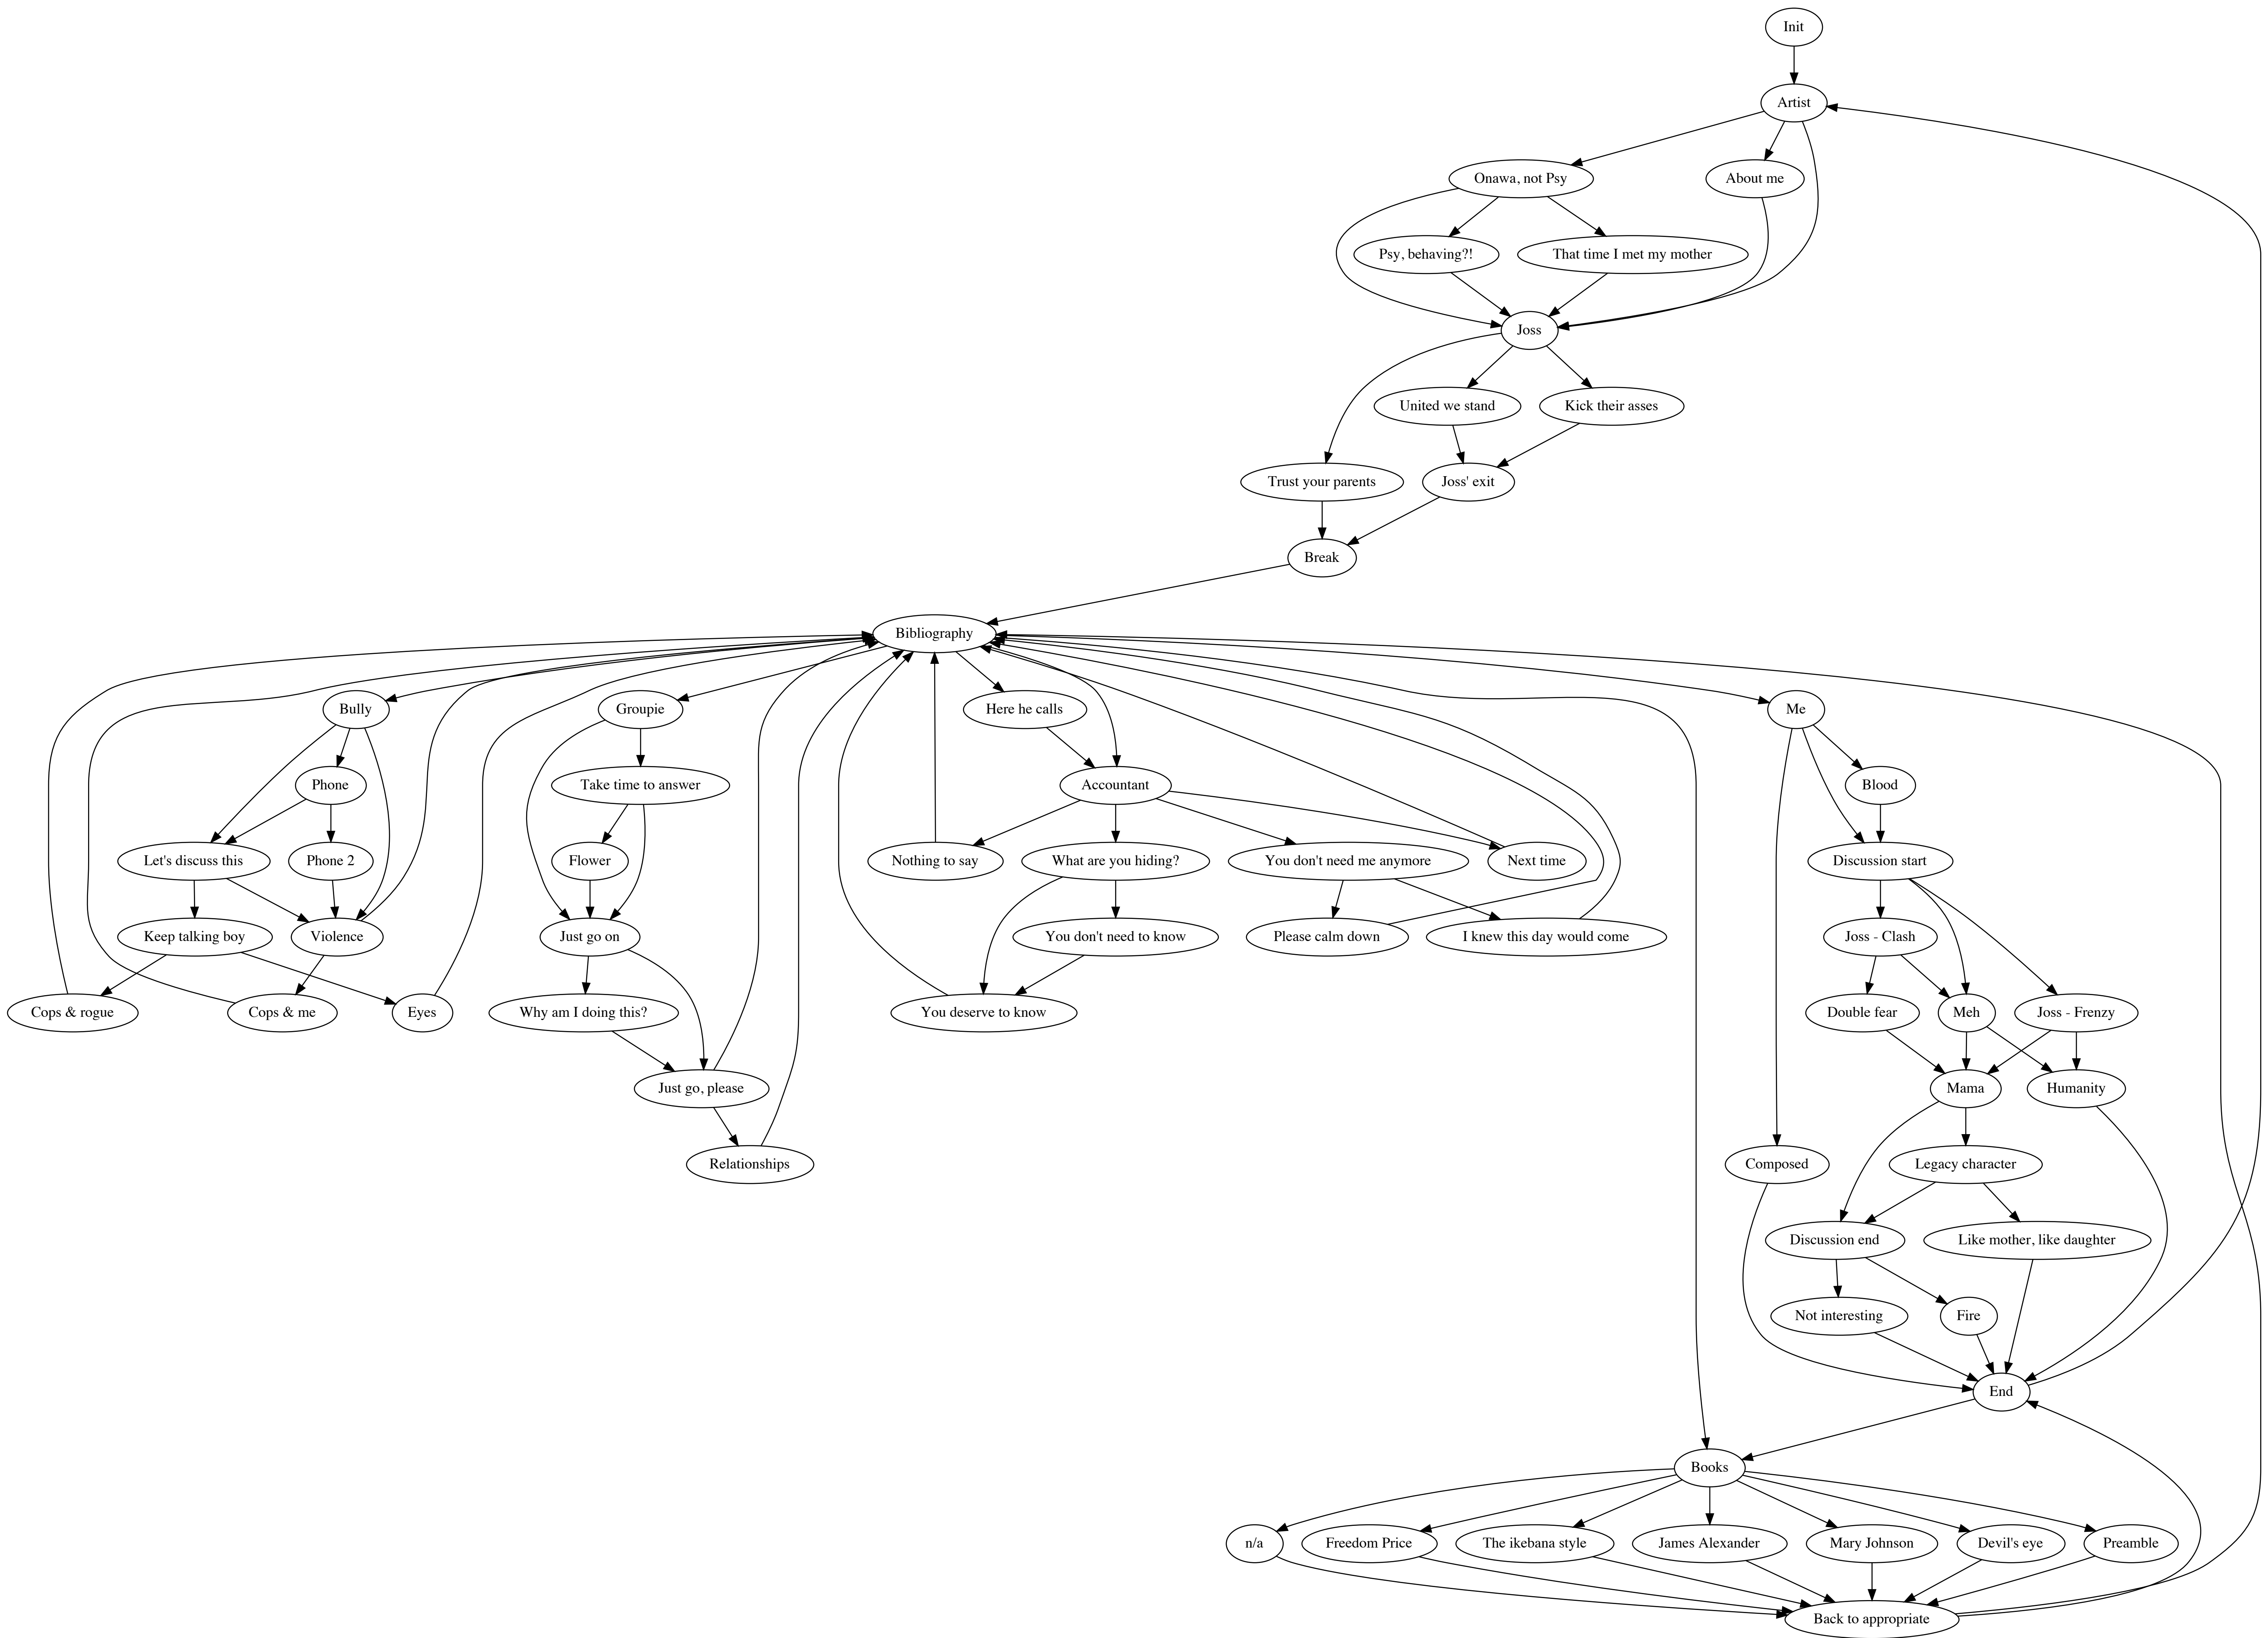 Init
Artist
Onawa, not Psy
About me
Psy, behaving?!
That time I met my mother
Joss
United we stand
Kick their asses
Trust your parents
Joss' exit
Break
Bibliography
Bully
Groupie
Here he calls
Me
Phone
Take time to answer
Accountant
Blood
Let's discuss this
Phone 2
Flower
Nothing to say
What are you hiding?
You don't need me anymore
Next time
Discussion start
Keep talking boy
Violence
Just go on
You don't need to know
Please calm down
I knew this day would come
Joss - Clash
Cops & rogue
Cops & me
Eyes
Why am I doing this?
You deserve to know
Double fear
Meh
Joss - Frenzy
Just go, please
Mama
Humanity
Relationships
Composed
Legacy character
Discussion end
Like mother, like daughter
Not interesting
Fire
End
Books
n/a
Freedom Price
The ikebana style
James Alexander
Mary Johnson
Devil's eye
Preamble
Back to appropriate